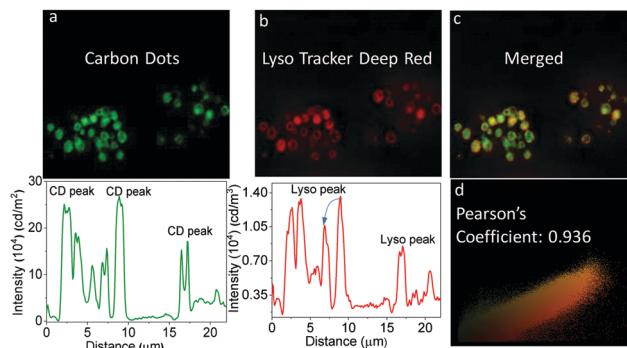 a
Carbon Dots
b
Lyso Tracker Deep Red
c
Merged
30
25
20
15
10
5
0
Intensity (10⁴) (cd/m²)
CD peak
CD peak
CD peak
0 5 10 15 20
Distance (μm)
1.40
1.05
0.70
0.35
Intensity (10⁴) (cd/m³)
Lyso peak
Lyso peak
0 5 10 15 20
Distance (μm)
d
Pearson's
Coefficient: 0.936